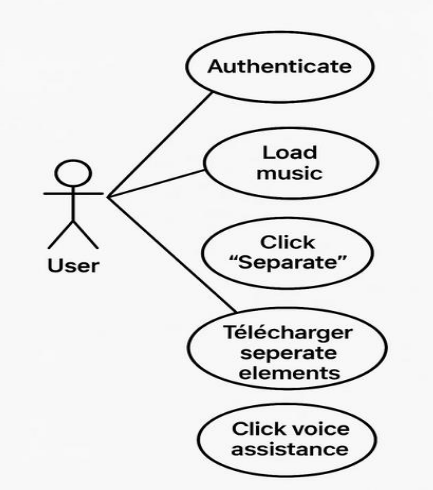 Authenticate
Load
music
Click
“Separate”
User
Télécharger
seperate
elements
Click voice
assistance